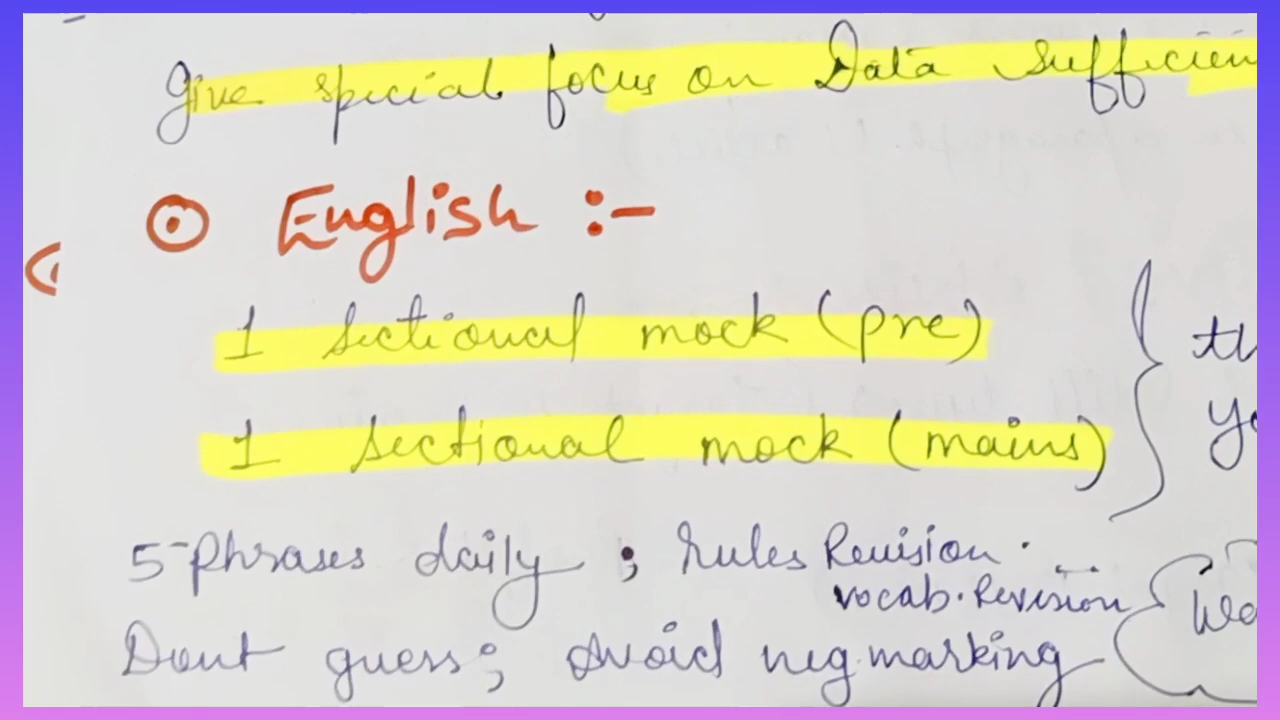 Give special focus on Data Sufficien
⊙ English :-
1 Sectional mock (pre)
1 Sectional mock (mains)
5-Phrases daily ; rules Revision.
vocab. Revision
Dont guess; Avoid neg.marking